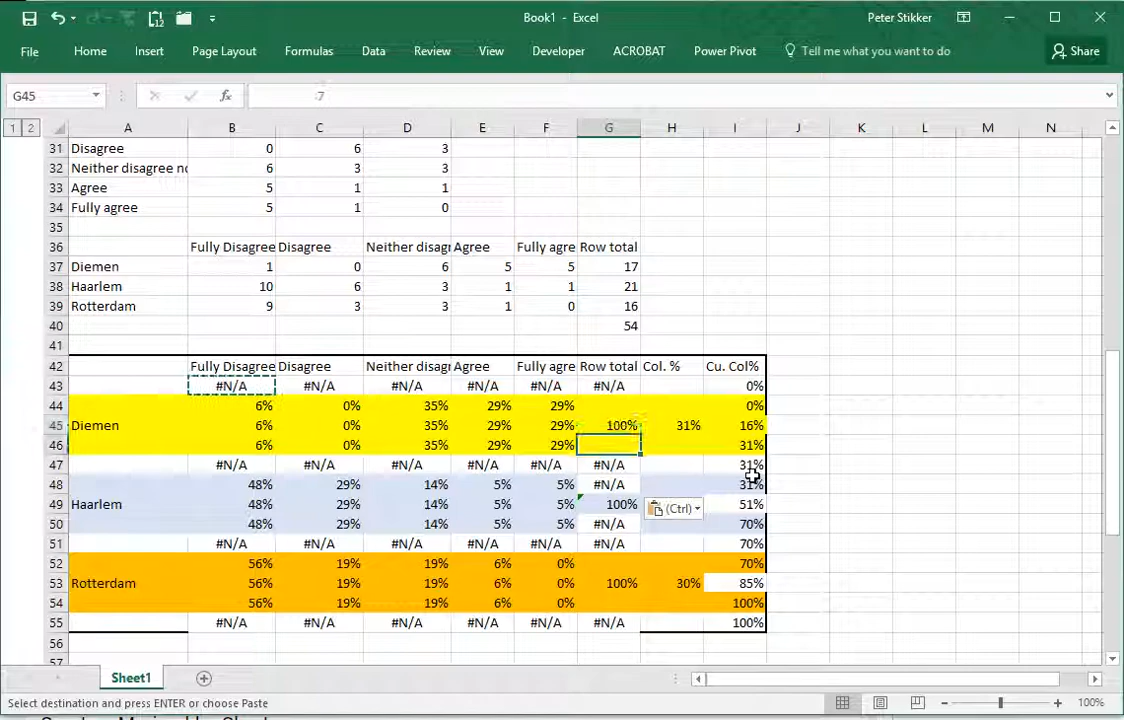 Book1 - Excel
Peter Stikker
File Home Insert Page Layout Formulas Data Review View Developer ACROBAT Power Pivot Tell me what you want to do Share
G45 fx
1 2 A B C D E F G H I J K L M N
31 Disagree 0 6 3
32 Neither disagree no 6 3 3
33 Agree 5 1 1
34 Fully agree 5 1 0
35
36 Fully Disagree Disagree Neither disag Agree Fully agre Row total
37 Diemen 1 0 6 5 5 17
38 Haarlem 10 6 3 1 1 21
39 Rotterdam 9 3 3 1 0 16
40 54
41
42 Fully Disagree Disagree Neither disag Agree Fully agre Row total Col. % Cu. Col%
43 #N/A #N/A #N/A #N/A #N/A #N/A 0%
44 6% 0% 35% 29% 29% 0%
45 Diemen 6% 0% 35% 29% 29% 100% 31% 16%
46 6% 0% 35% 29% 29% 31%
47 #N/A #N/A #N/A #N/A #N/A #N/A 31%
48 48% 29% 14% 5% 5% #N/A 31%
49 Haarlem 48% 29% 14% 5% 5% 100% 51%
(Ctrl)
50 48% 29% 14% 5% 5% #N/A 70%
51 #N/A #N/A #N/A #N/A #N/A #N/A 70%
52 56% 19% 19% 6% 0% 70%
53 Rotterdam 56% 19% 19% 6% 0% 100% 30% 85%
54 56% 19% 19% 6% 0% 100%
55 #N/A #N/A #N/A #N/A #N/A #N/A 100%
56
57
Sheet1
Select destination and press ENTER or choose Paste 100%